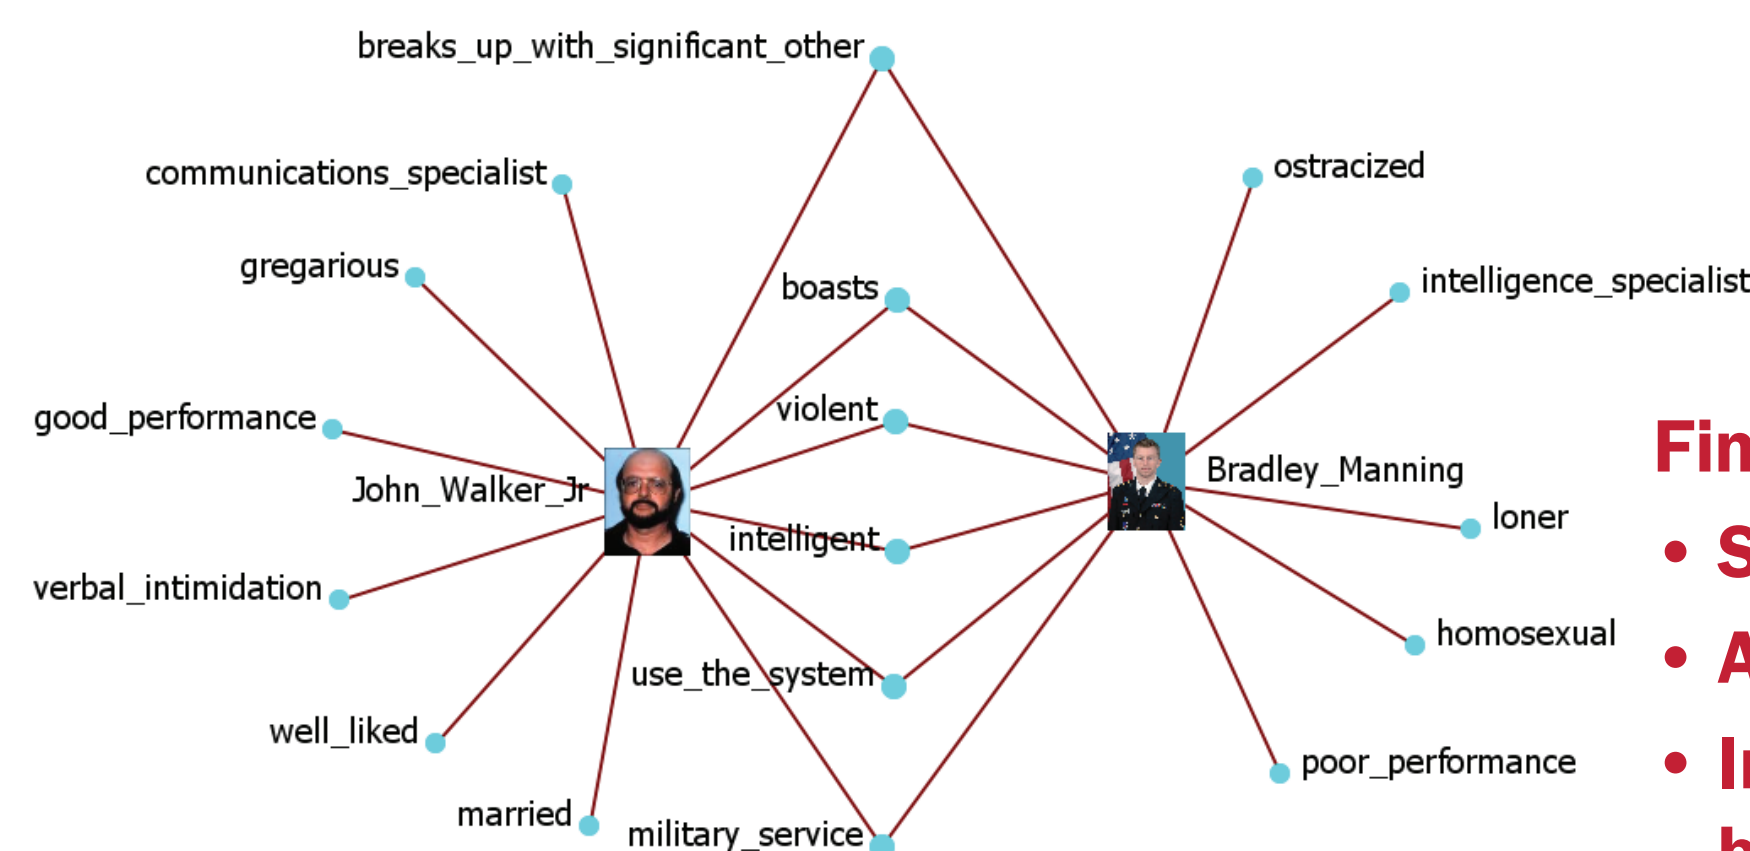 breaks_up_with_significant_other
communications_specialist
ostracized
gregarious
boasts
intelligence_specialist
good_performance
violent
John_Walker_Jr
Bradley_Manning
loner
intelligent
verbal_intimidation
homosexual
use_the_system
well_liked
poor_performance
married
military_service
Fin
• S
• A